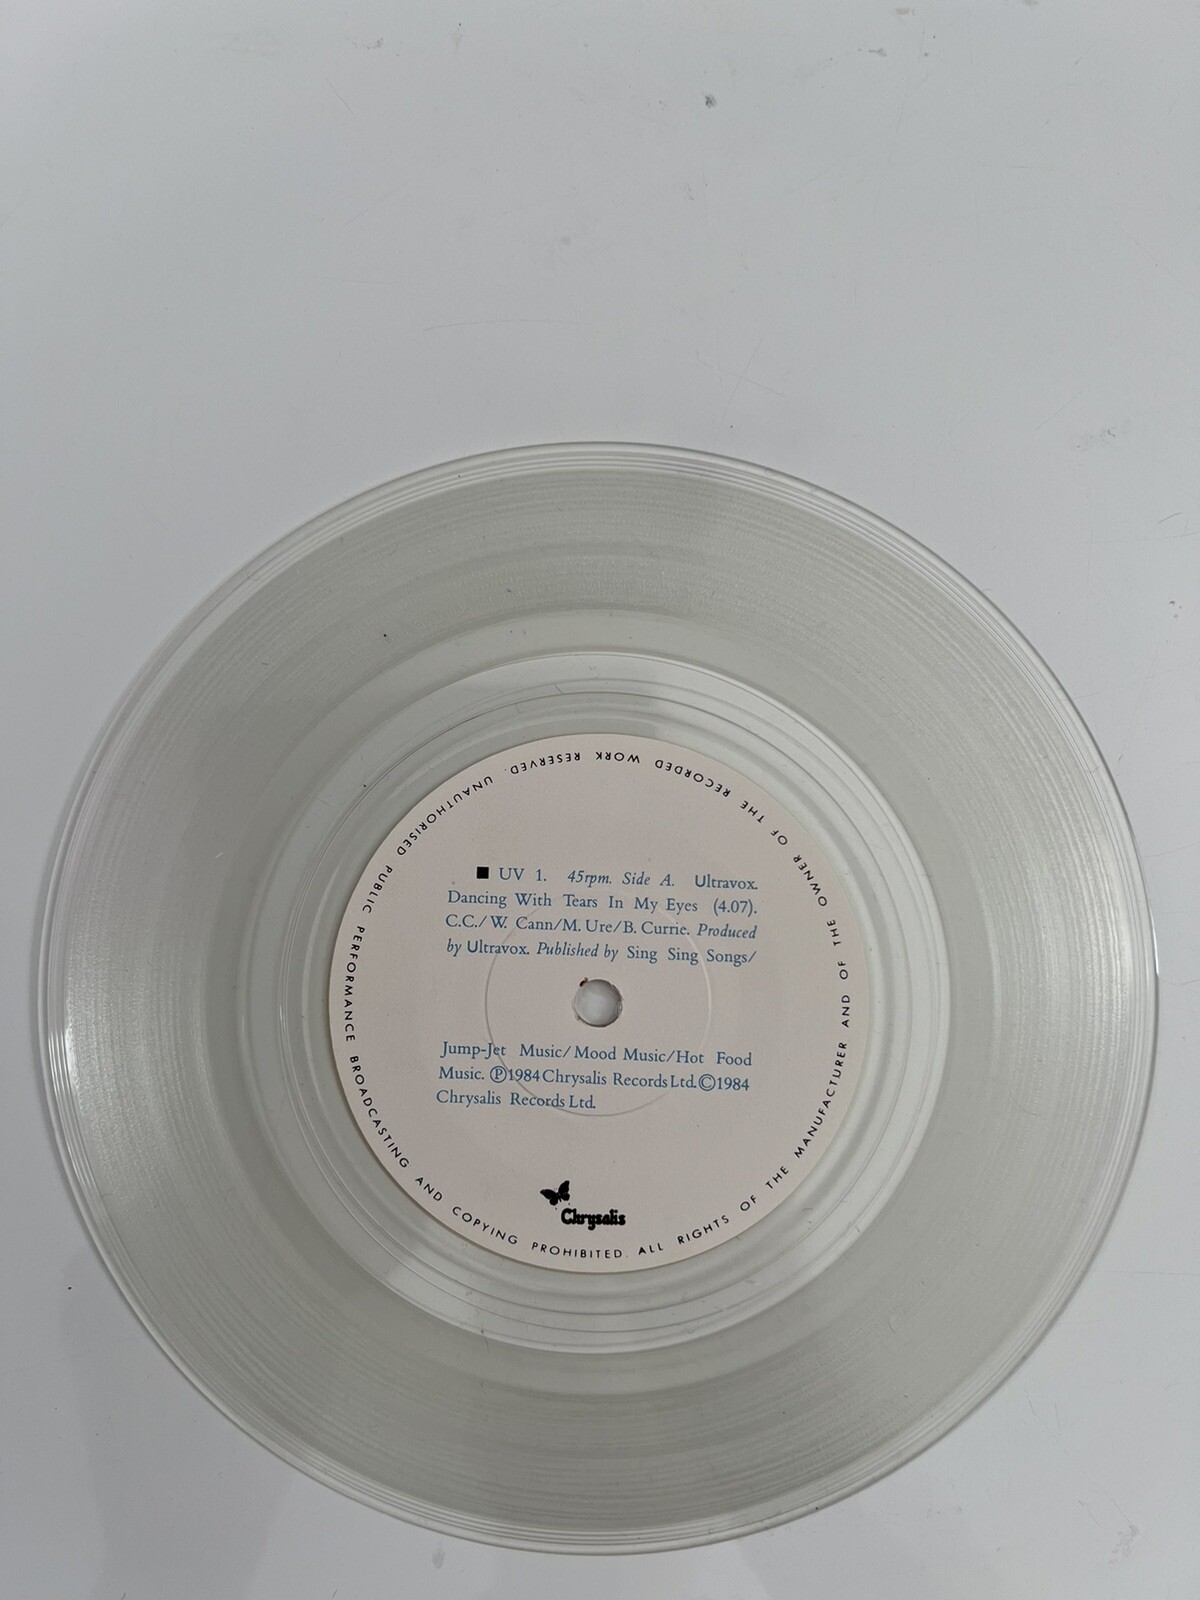 ■ UV 1. 45rpm. Side A. Ultravox.
Dancing With Tears In My Eyes (4.07).
C.C./W. Cann/M. Ure/B. Currie. Produced
by Ultravox. Published by Sing Sing Songs/
Jump-Jet Music/Mood Music/Hot Food
Music. Ⓟ1984 Chrysalis Records Ltd. ©1984
Chrysalis Records Ltd.
Chrysalis
ALL RIGHTS OF THE MANUFACTURER AND OF THE OWNER OF THE RECORDED WORK RESERVED. UNAUTHORISED PUBLIC PERFORMANCE BROADCASTING AND COPYING PROHIBITED.